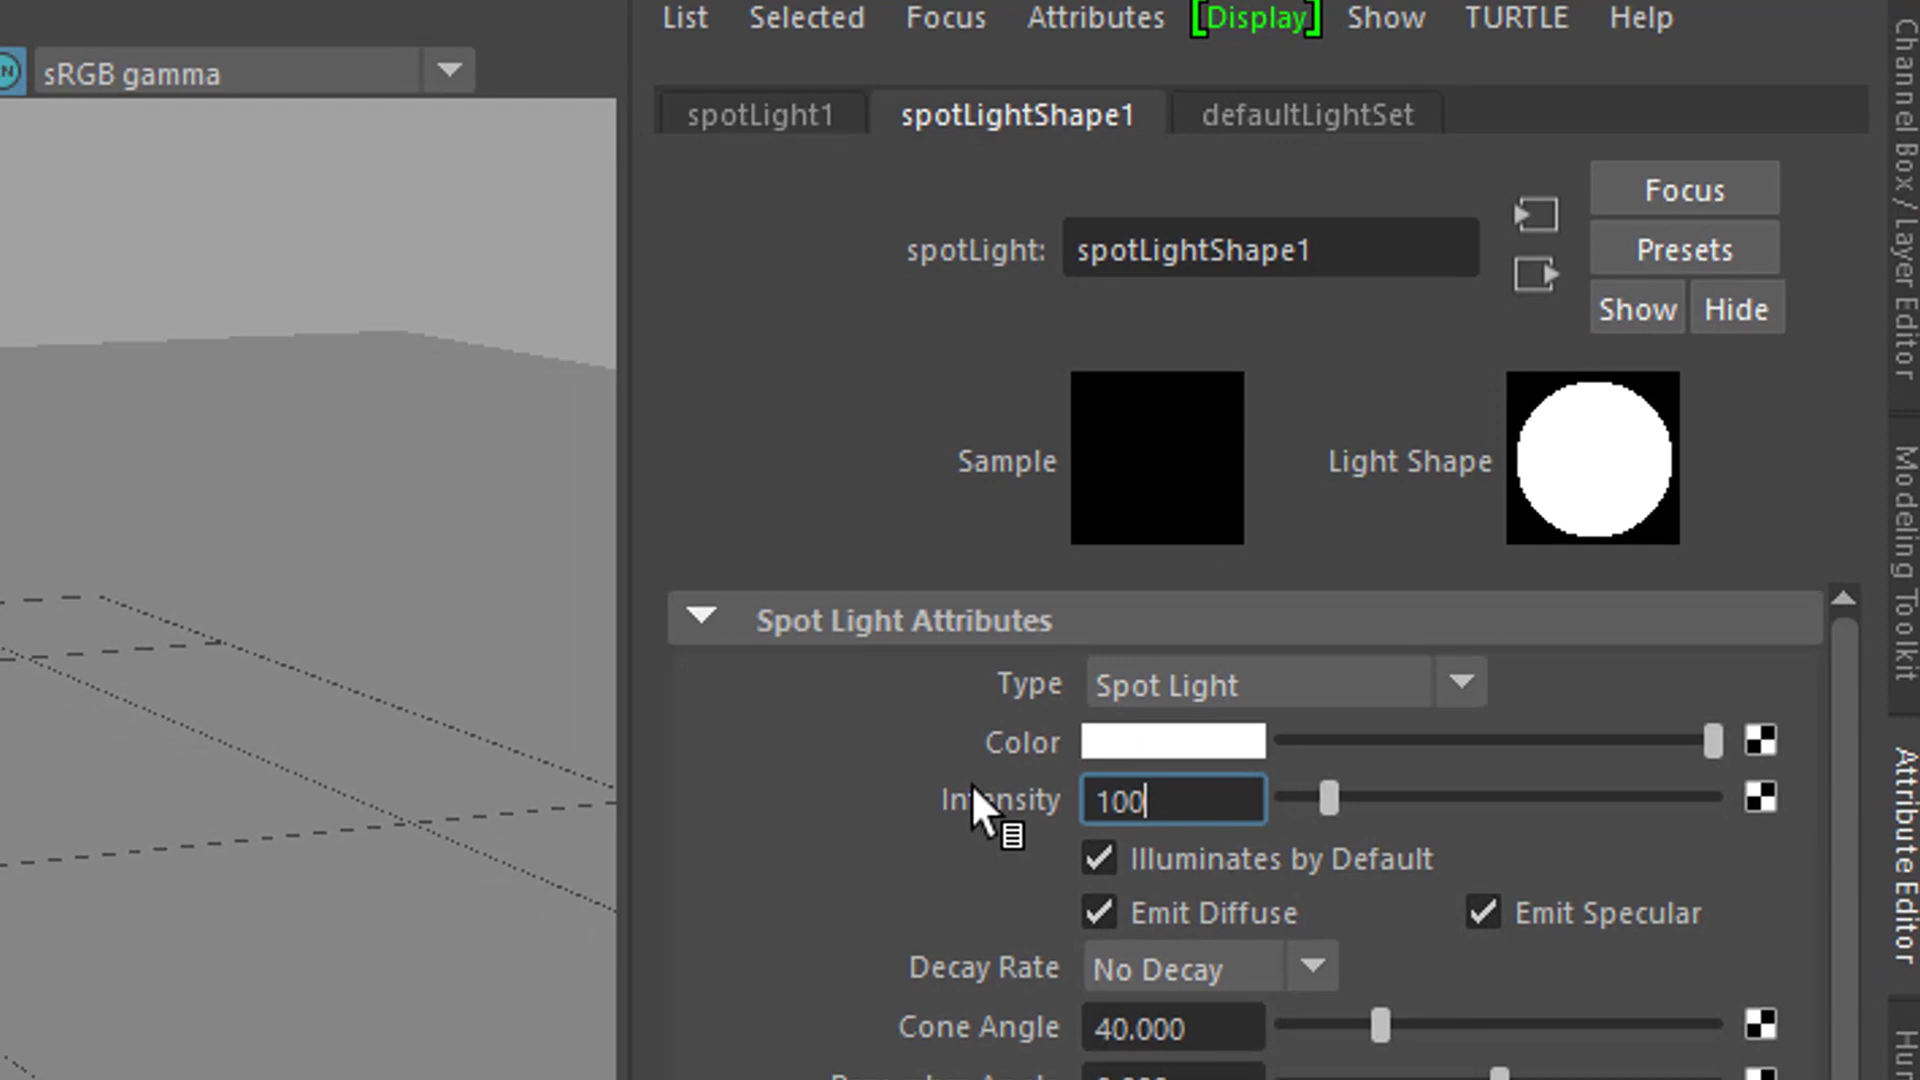 List Selected Focus Attributes [Display] Show TURTLE Help
N sRGB gamma
spotLight1 spotLightShape1 defaultLightSet
spotLight: spotLightShape1
Focus
Presets
Show Hide
Sample Light Shape
Spot Light Attributes
Type Spot Light
Color
Intensity 100
Illuminates by Default
Emit Diffuse Emit Specular
Decay Rate No Decay
Cone Angle 40.000
Channel Box / Layer Editor
Modeling Toolkit
Attribute Editor